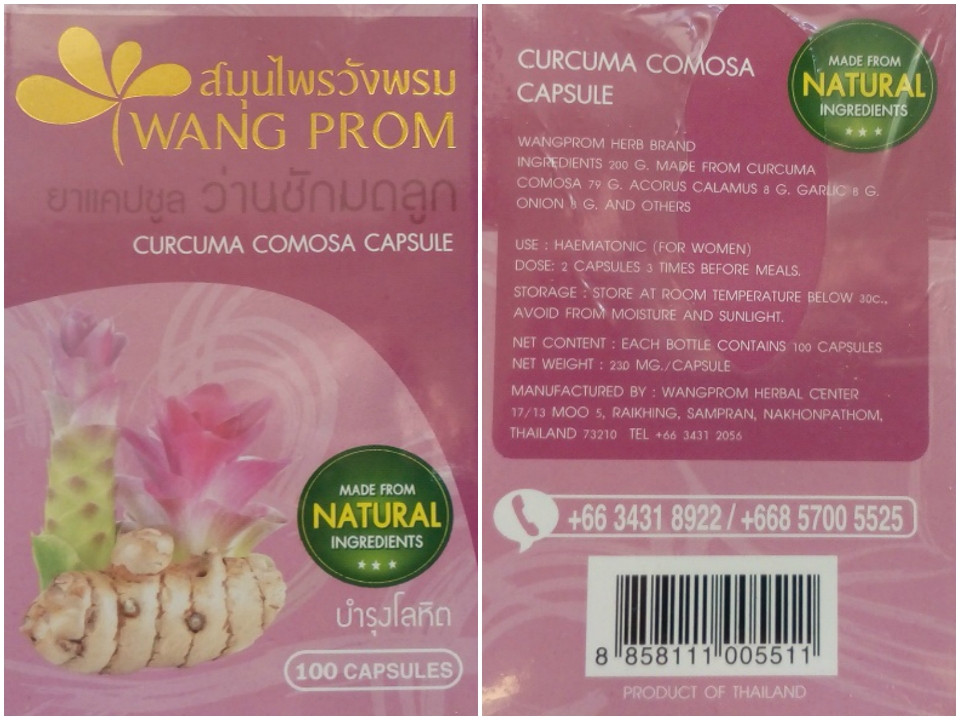 สมุนไพรวังพรม
WANG PROM
ยาแคปซูล ว่านชักมดลูก
CURCUMA COMOSA CAPSULE
MADE FROM
NATURAL
INGREDIENTS
บำรุงโลหิต
100 CAPSULES
CURCUMA COMOSA
CAPSULE
MADE FROM
NATURAL
INGREDIENTS
WANGPROM HERB BRAND
INGREDIENTS 200 G. MADE FROM CURCUMA
COMOSA 79 G. ACORUS CALAMUS 8 G. GARLIC 8 G.
ONION 8 G. AND OTHERS
USE : HAEMATONIC (FOR WOMEN)
DOSE: 2 CAPSULES 3 TIMES BEFORE MEALS.
STORAGE : STORE AT ROOM TEMPERATURE BELOW 30C.,
AVOID FROM MOISTURE AND SUNLIGHT.
NET CONTENT : EACH BOTTLE CONTAINS 100 CAPSULES
NET WEIGHT : 230 MG./CAPSULE
MANUFACTURED BY : WANGPROM HERBAL CENTER
17/13 MOO 5, RAIKHING, SAMPRAN, NAKHONPATHOM,
THAILAND 73210 TEL +66 3431 2056
+66 3431 8922 / +668 5700 5525
8 858111 005511
PRODUCT OF THAILAND